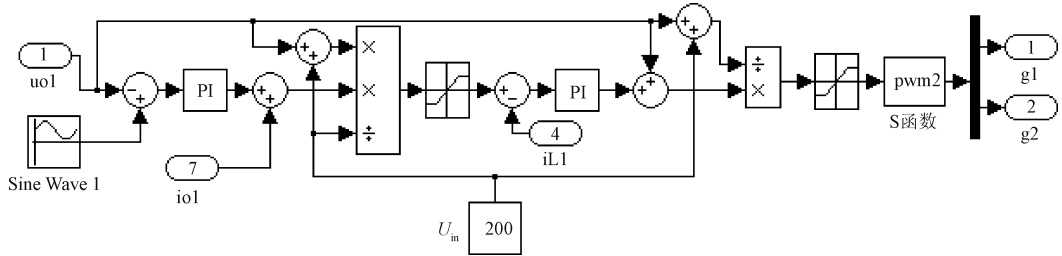 1
uo1
Sine Wave 1
PI
7
io1
×
×
÷
4
iL1
PI
U_in
200
÷
×
pwm2
S函数
1
g1
2
g2